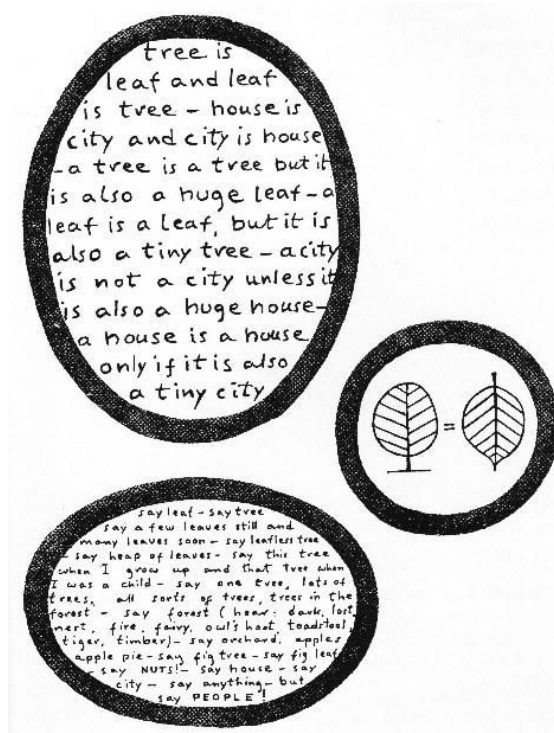 tree is
leaf and leaf
is tree – house is
city and city is house
– a tree is a tree but it
is also a huge leaf – a
leaf is a leaf, but it is
also a tiny tree – a city
is not a city unless it
is also a huge house –
a house is a house
only if it is also
a tiny city
=
say leaf – say tree
say a few leaves still and
many leaves soon – say leafless tree
– say heap of leaves – say this tree
when I grow up and that tree when
I was a child – say one tree, lots of
trees, all sorts of trees, trees in the
forest – say forest (hear: dark, lost,
nest, fire, fairy, owl's hoot, toadstool,
tiger, timber) – say orchard, apples
apple pie – say fig tree – say fig leaf
– say NUTS! – say house – say
city – say anything – but
say PEOPLE!